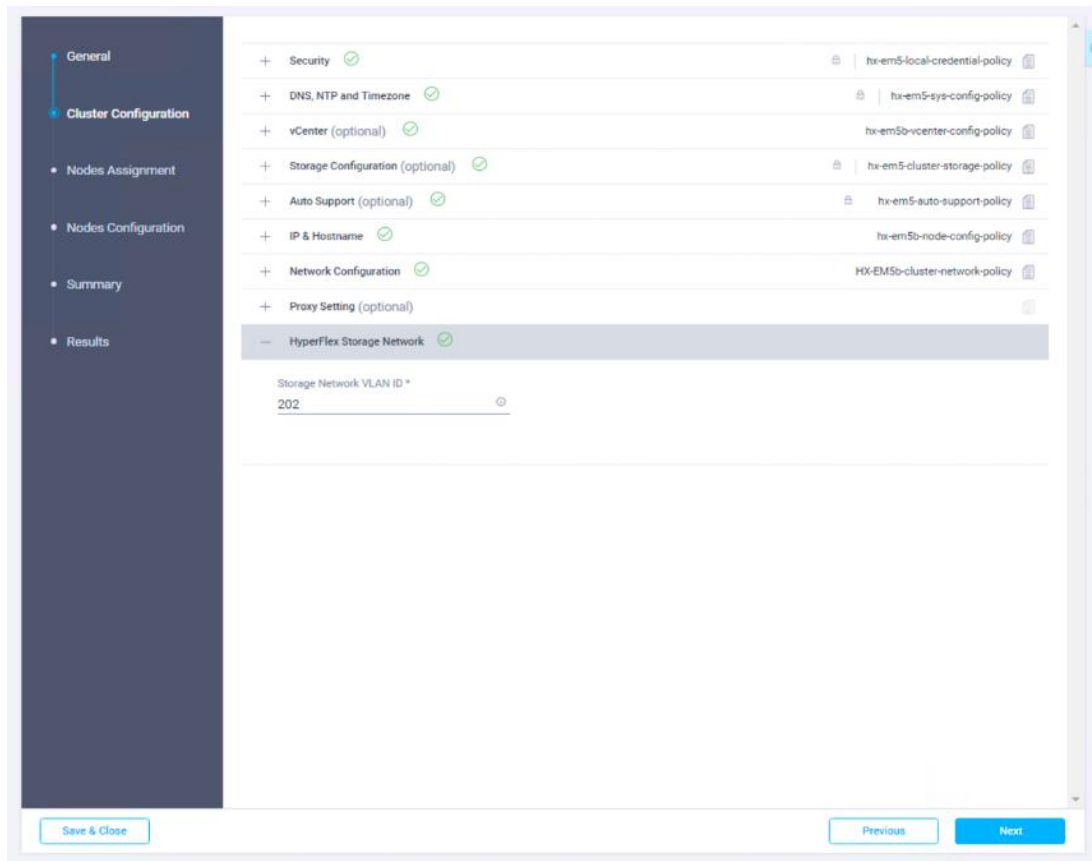 General
Cluster Configuration
Nodes Assignment
Nodes Configuration
Summary
Results
Security hx-em5-local-credential-policy
DNS, NTP and Timezone hx-em5-sys-config-policy
vCenter (optional) hx-em5b-vcenter-config-policy
Storage Configuration (optional) hx-em5-cluster-storage-policy
Auto Support (optional) hx-em5-auto-support-policy
IP & Hostname hx-em5b-node-config-policy
Network Configuration HX-EM5b-cluster-network-policy
Proxy Setting (optional)
HyperFlex Storage Network
Storage Network VLAN ID *
202
Save & Close Previous Next